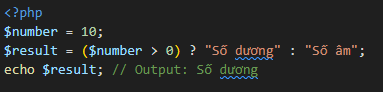 <?php
$number = 10;
$result = ($number > 0) ? "Số dương" : "Số âm";
echo $result; // Output: Số dương